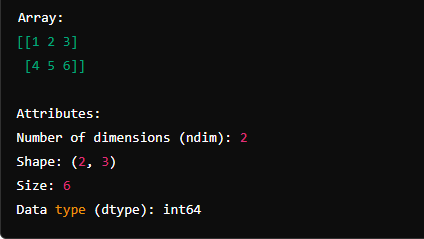 Array:
[[1 2 3]
[4 5 6]]
Attributes:
Number of dimensions (ndim): 2
Shape: (2, 3)
Size: 6
Data type (dtype): int64